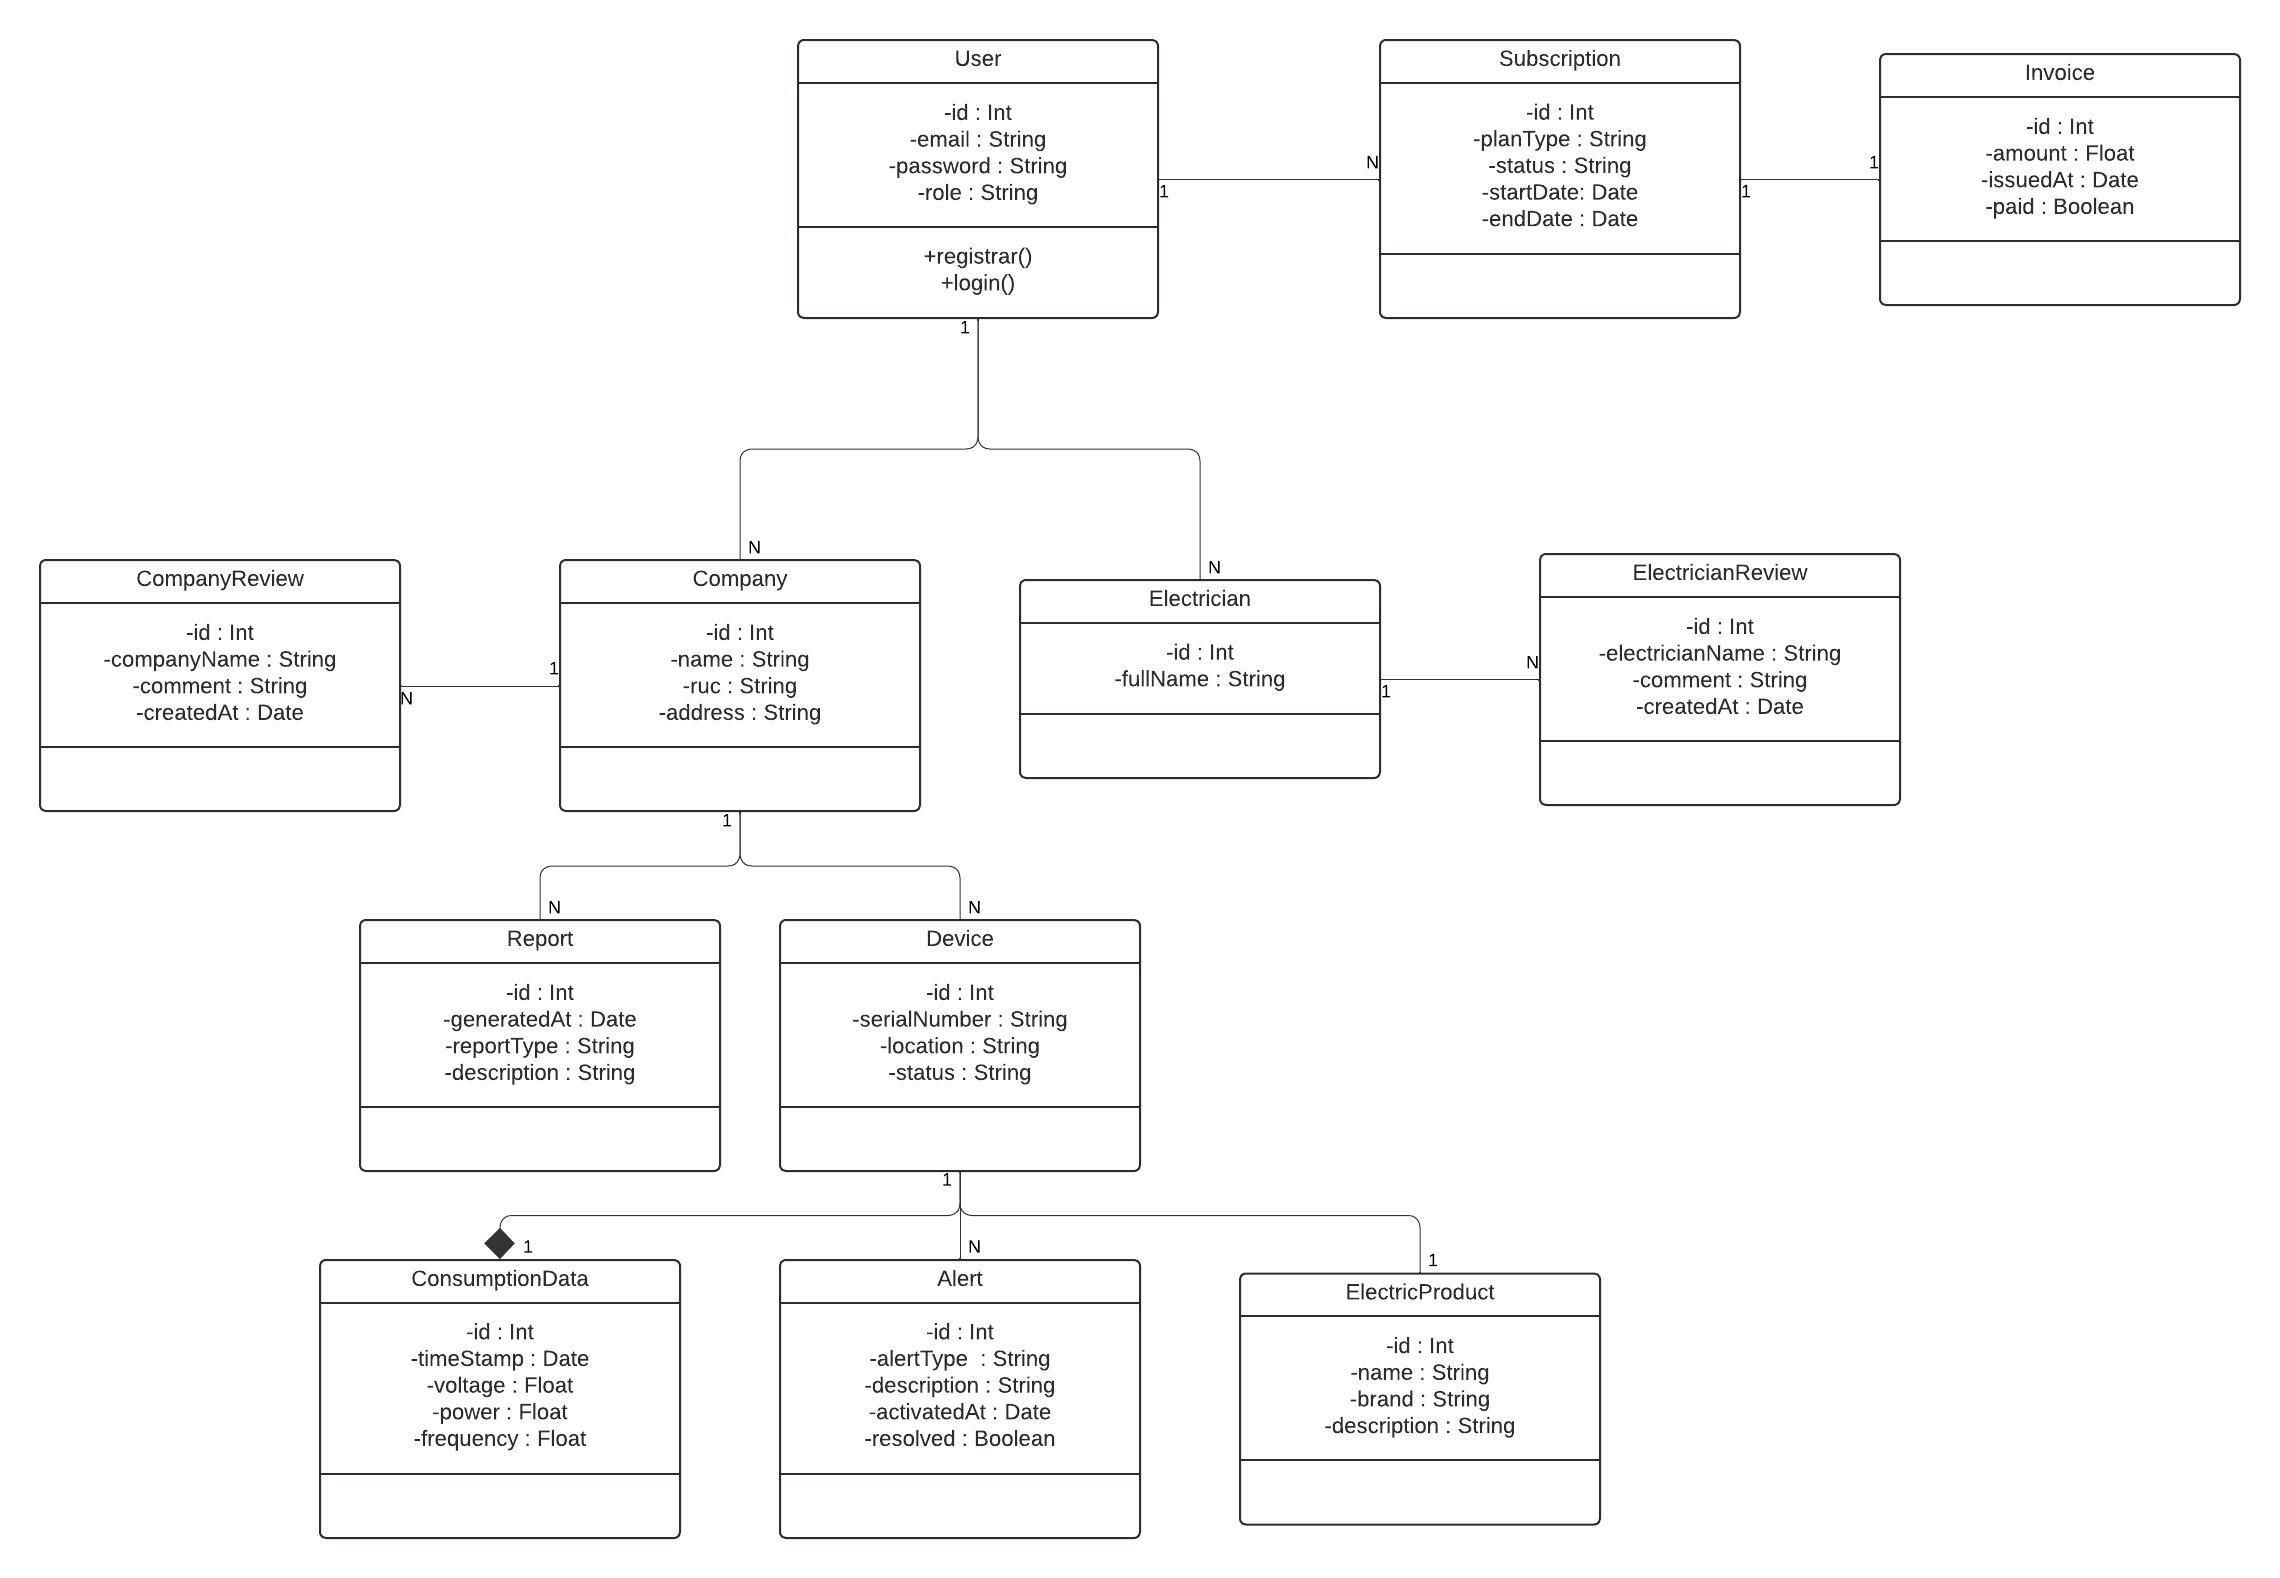 User
-id : Int
-email : String
-password : String
-role : String
+registrar()
+login()
1
N
1
Subscription
-id : Int
-planType : String
-status : String
-startDate: Date
-endDate : Date
1
1
Invoice
-id : Int
-amount : Float
-issuedAt : Date
-paid : Boolean
N
N
CompanyReview
-id : Int
-companyName : String
-comment : String
-createdAt : Date
N
1
Company
-id : Int
-name : String
-ruc : String
-address : String
1
Electrician
-id : Int
-fullName : String
1
N
ElectricianReview
-id : Int
-electricianName : String
-comment : String
-createdAt : Date
N
N
Report
-id : Int
-generatedAt : Date
-reportType : String
-description : String
Device
-id : Int
-serialNumber : String
-location : String
-status : String
1
1
N
1
ConsumptionData
-id : Int
-timeStamp : Date
-voltage : Float
-power : Float
-frequency : Float
Alert
-id : Int
-alertType  : String
-description : String
-activatedAt : Date
-resolved : Boolean
ElectricProduct
-id : Int
-name : String
-brand : String
-description : String